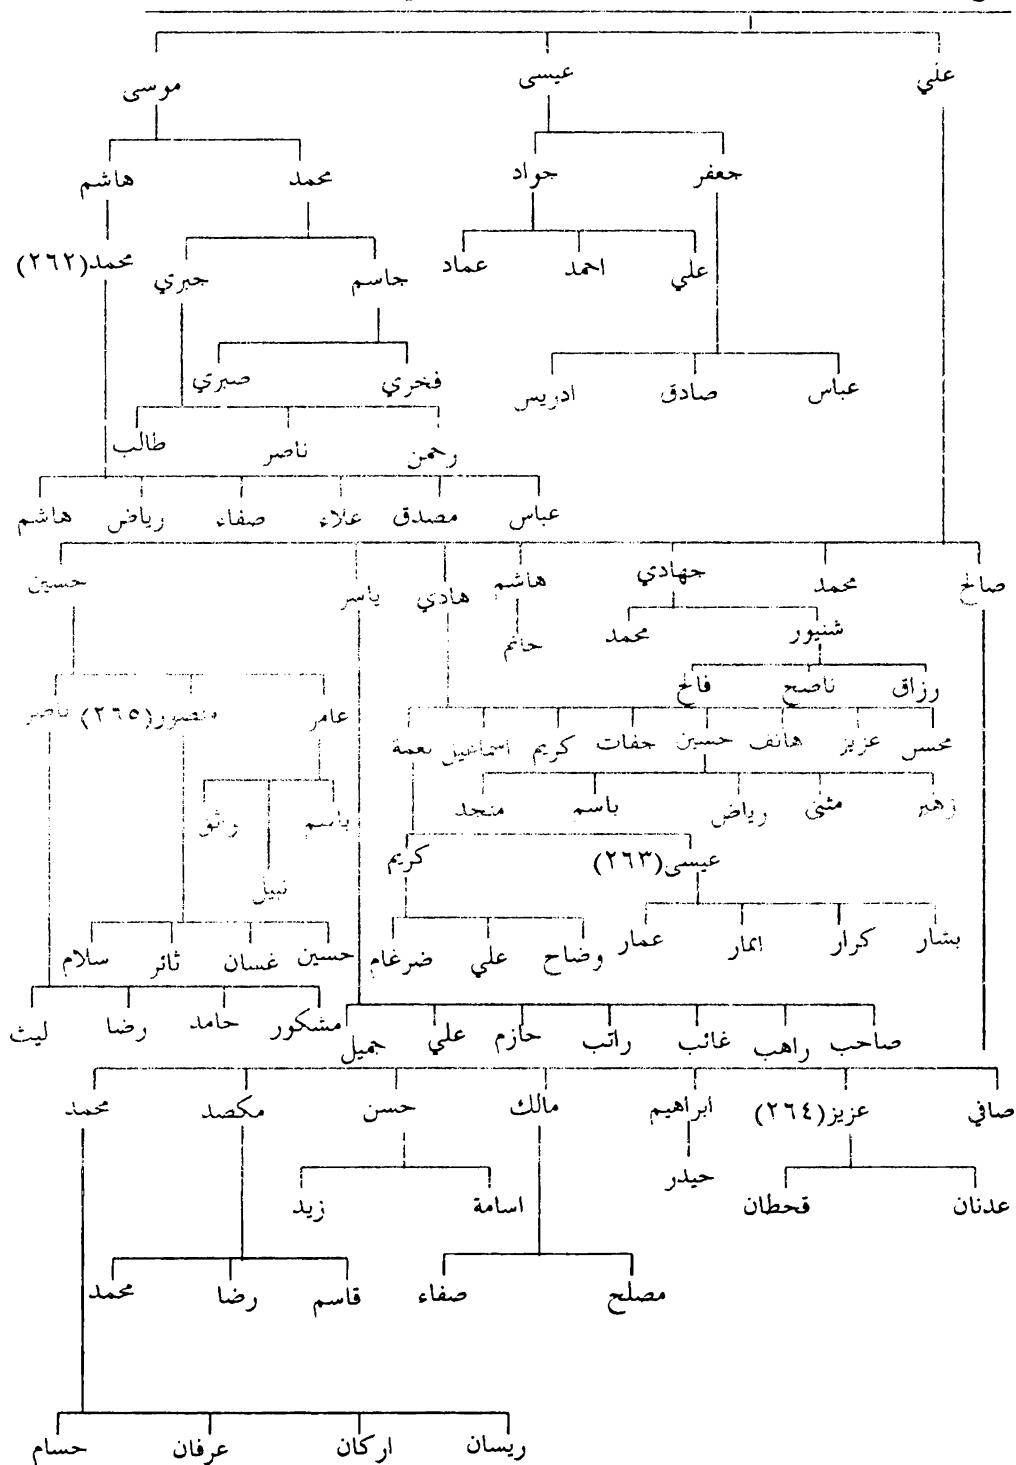 علي عيسى موسى
جعفر جواد محمد هاشم
علي احمد عماد جاسم جبري محمد(٢٦٢)
عباس صادق ادريس فخري صبري
رحمن ناصر طالب
عباس مصدق علاء صفاء رياض هاشم
صالح محمد جهادي هاشم هادي ياسر حسين
شنيور محمد حاتم
رزاق ناصح فالح
عامر منصور(٢٦٥) ناصر
محسن عزيز هاتف حسين جفات كريم اسماعيل نعمة
زهير مثنى رياض باسم منجد
باسم نبيل واثق
عيسى(٢٦٣) كريم
بشار كرار انمار عمار وضاح علي ضرغام
حسين غسان ثائر سلام
مشكور حامد رضا ليث
صاحب راهب غائب راتب حازم علي جميل
صافي عزيز(٢٦٤) ابراهيم مالك حسن مكصد محمد
عدنان قحطان حيدر اسامة زيد
مصلح صفاء قاسم رضا محمد
ريسان اركان عرفان حسام